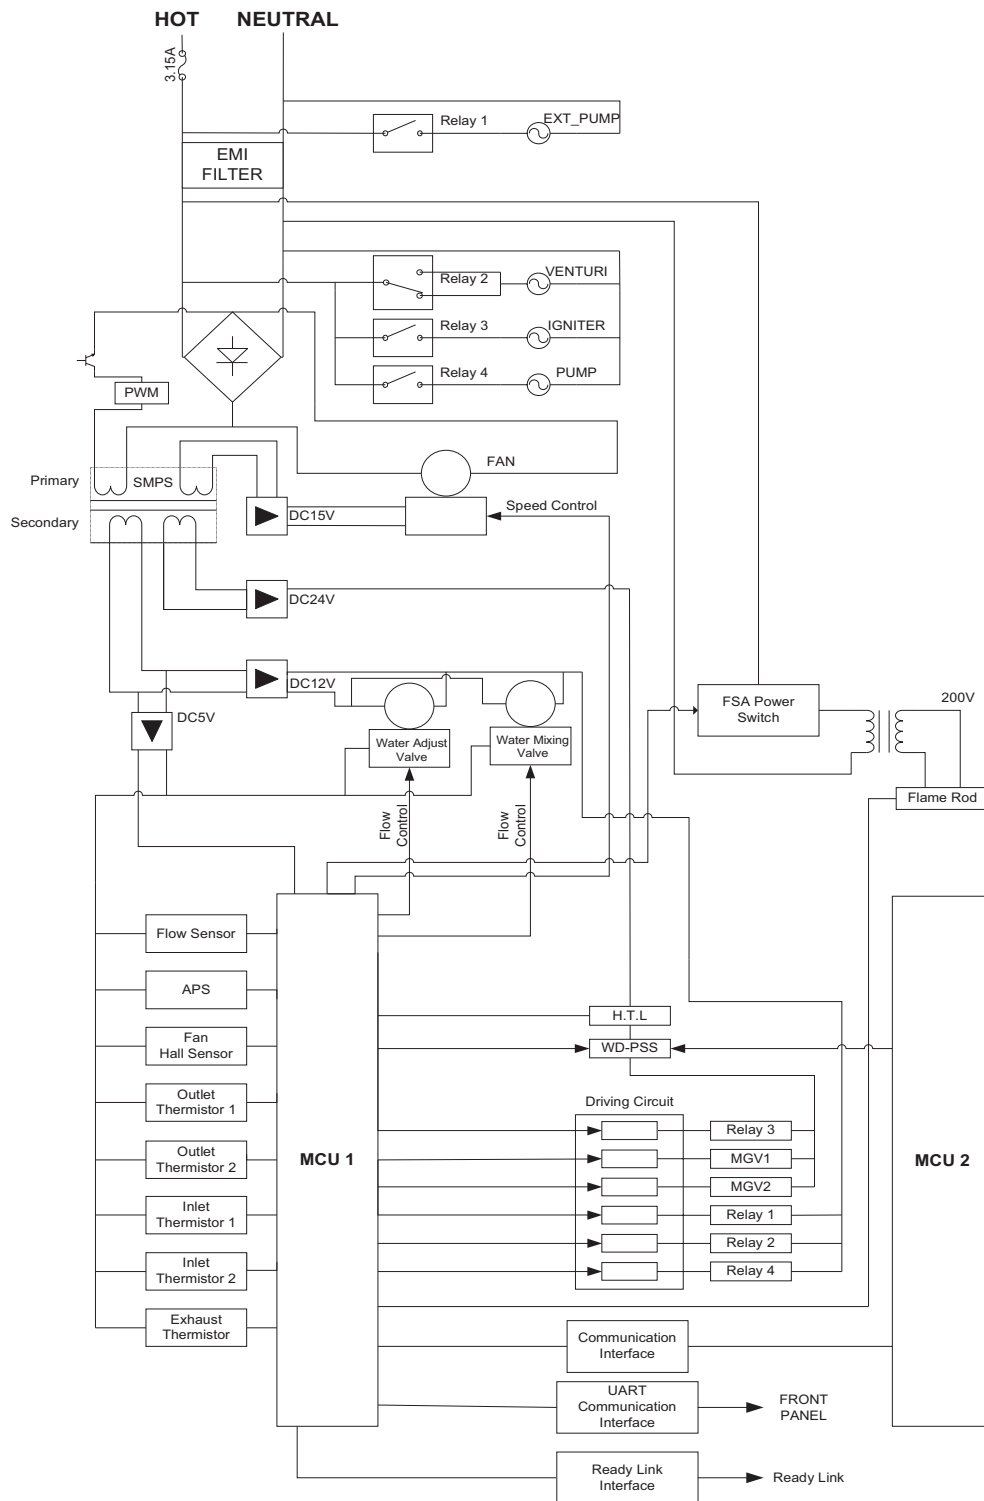 HOT NEUTRAL
3.15A
Relay 1
EXT_PUMP
EMI
FILTER
Relay 2
VENTURI
Relay 3
IGNITER
Relay 4
PUMP
PWM
FAN
Primary
SMPS
Speed Control
DC15V
Secondary
DC24V
DC12V
FSA Power
Switch
200V
DC5V
Water Adjust
Valve
Water Mixing
Valve
Flame Rod
Flow
Control
Flow
Control
Flow Sensor
APS
H.T.L
Fan
Hall Sensor
WD-PSS
Outlet
Thermistor 1
Driving Circuit
Relay 3
Outlet
Thermistor 2
MCU 1
MGV1
MCU 2
MGV2
Inlet
Thermistor 1
Relay 1
Relay 2
Inlet
Thermistor 2
Relay 4
Exhaust
Thermistor
Communication
Interface
UART
Communication
Interface
FRONT
PANEL
Ready Link
Interface
Ready Link